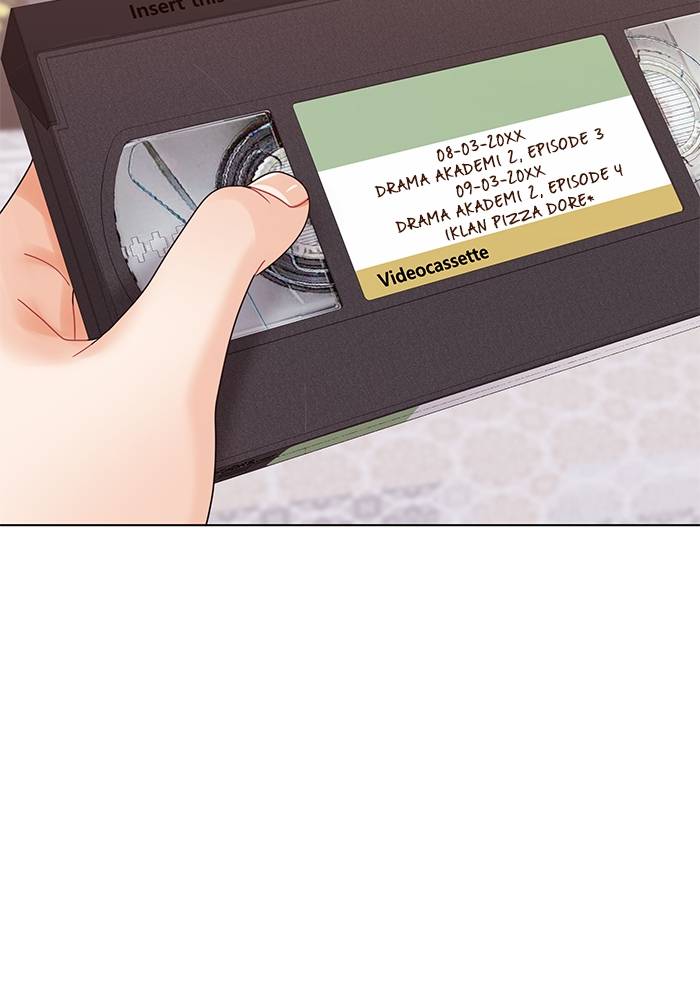 Insert this
08-03-20XX
DRAMA AKADEMI 2, EPISODE 3
09-03-20XX
DRAMA AKADEMI 2, EPISODE 4
IKLAN PIZZA DORE*
Videocassette